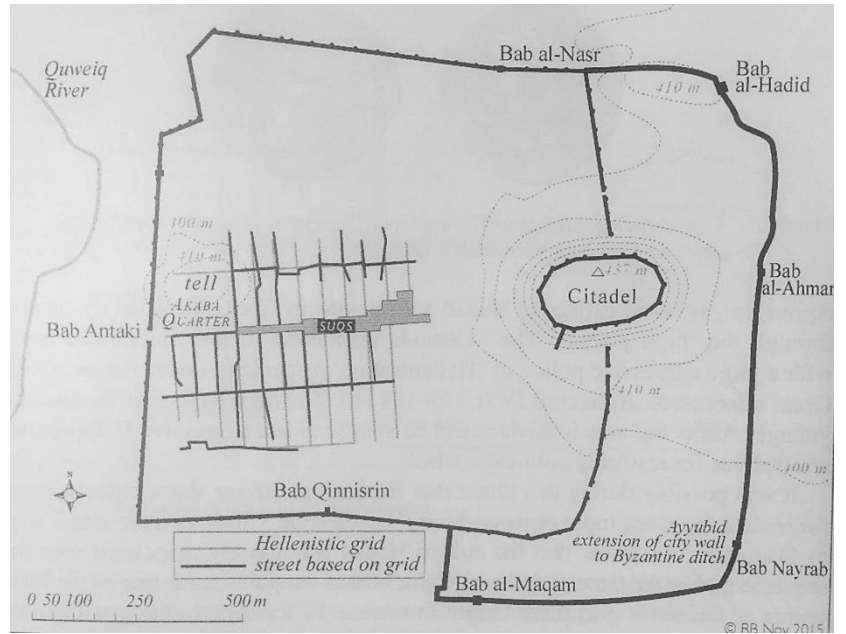 Bab al-Nasr
Quweiq
River
Bab
al-Hadid
410 m
400 m
410 m
tell
AKABA
QUARTER
437 m
Citadel
Bab
al-Ahmar
Bab Antaki
SUQS
410 m
400 m
N
Bab Qinnisrin
Ayyubid
extension of city wall
to Byzantine ditch
Hellenistic grid
street based on grid
Bab Nayrab
Bab al-Maqam
0 50 100 250 500m
© RB Nov 2015